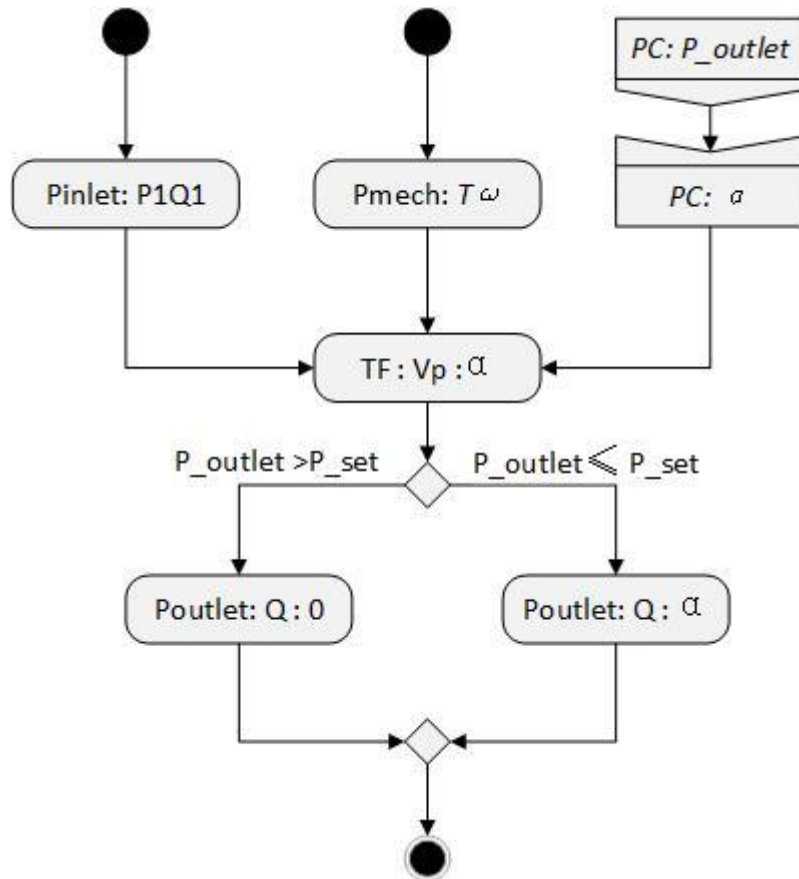 PC: P_outlet
Pinlet: P1Q1
Pmech: Tω
PC: a
TF : Vp : α
P_outlet >P_set
P_outlet ⩽ P_set
Poutlet: Q : 0
Poutlet: Q : α